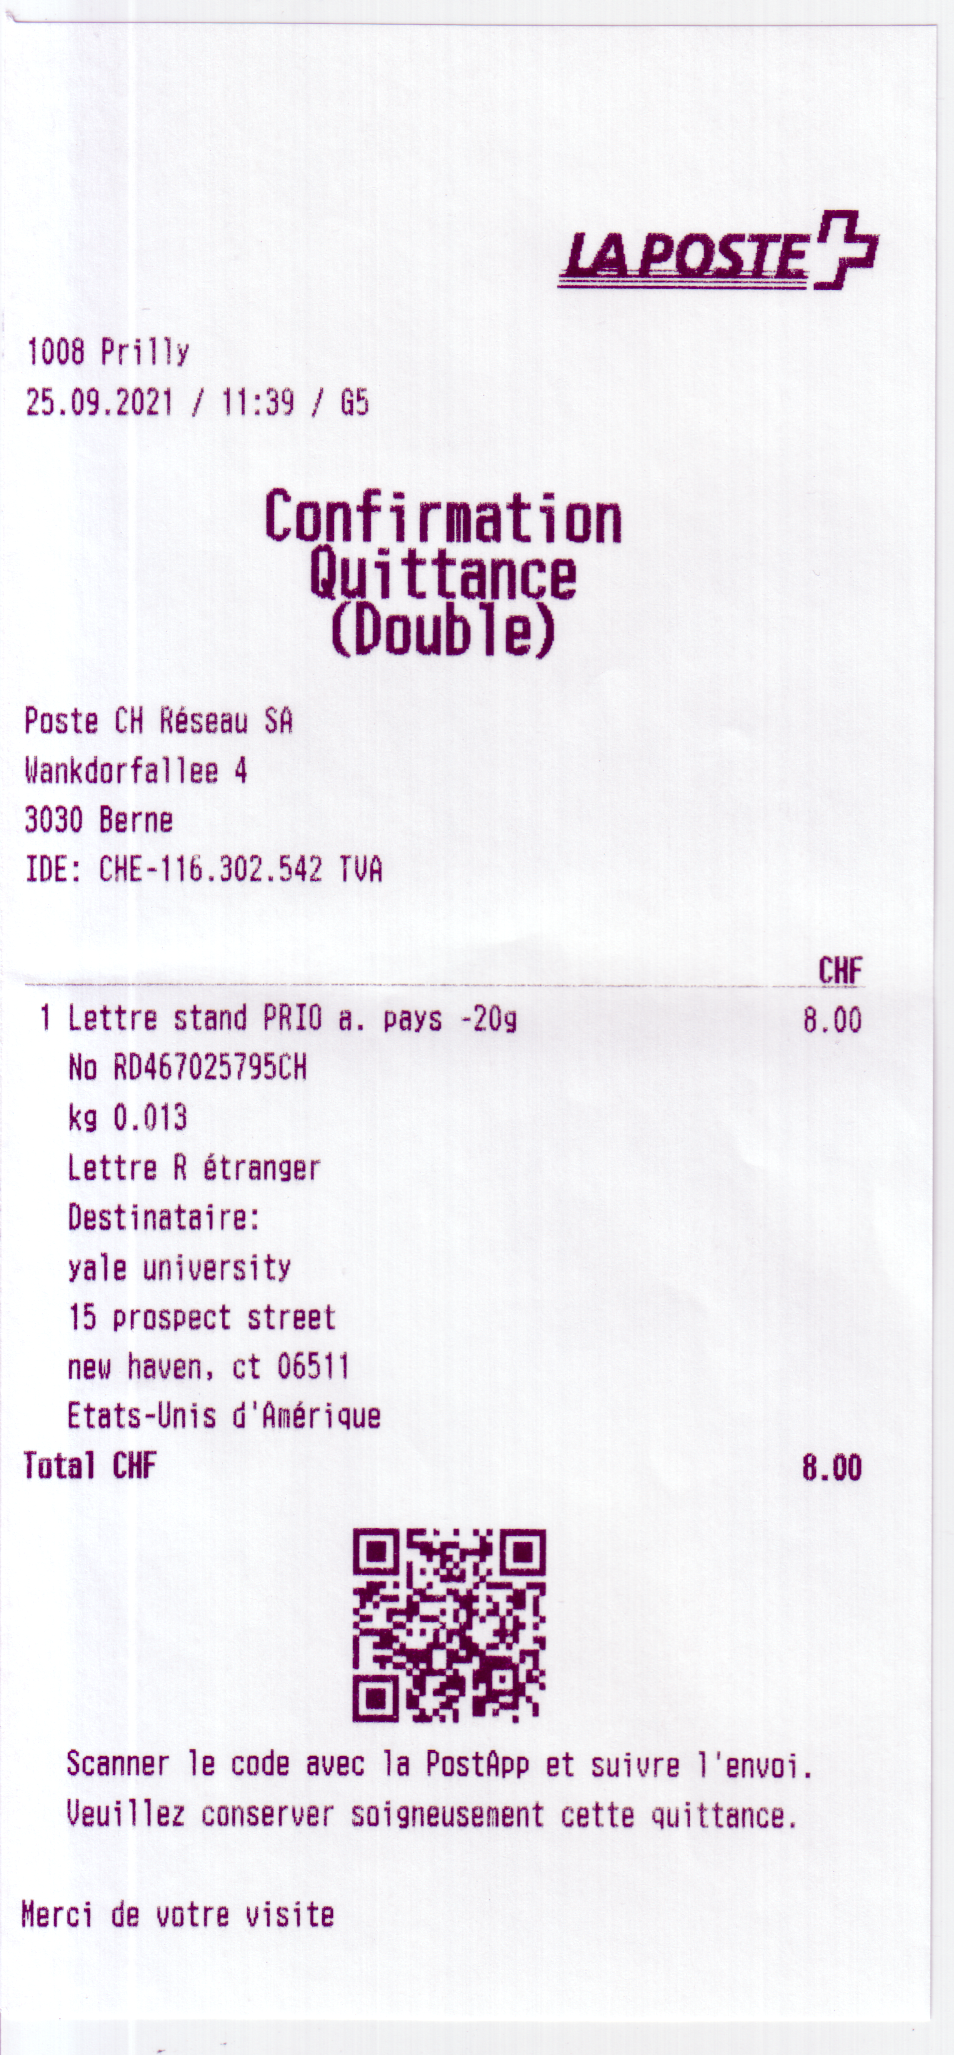 LA POSTE
1008 Prilly
25.09.2021 / 11:39 / G5
Confirmation
Quittance
(Double)
Poste CH Réseau SA
Wankdorfallee 4
3030 Berne
IDE: CHE-116.302.542 TVA
CHF
1 Lettre stand PRIO a. pays -20g 8.00
No RD467025795CH
kg 0.013
Lettre R étranger
Destinataire:
yale university
15 prospect street
new haven, ct 06511
Etats-Unis d'Amérique
Total CHF 8.00
Scanner le code avec la PostApp et suivre l'envoi.
Veuillez conserver soigneusement cette quittance.
Merci de votre visite